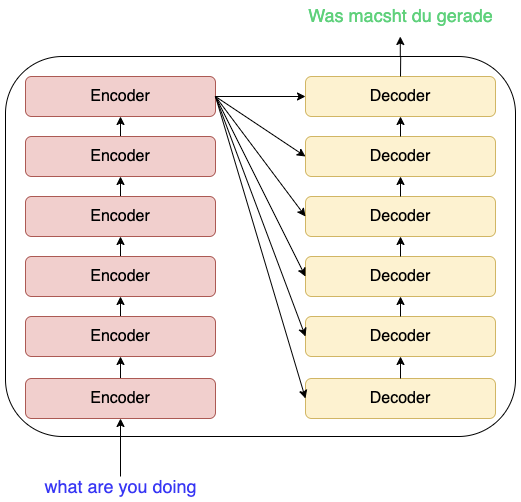 Was macsht du gerade
Encoder
Decoder
Encoder
Decoder
Encoder
Decoder
Encoder
Decoder
Encoder
Decoder
Encoder
Decoder
what are you doing